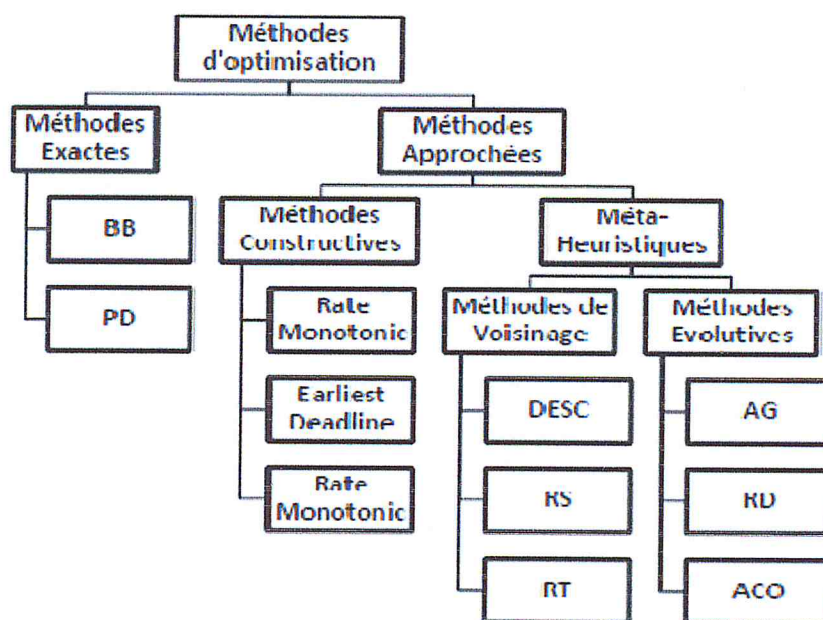 Méthodes
d'optimisation
Méthodes
Exactes
Méthodes
Approchées
BB
PD
Méthodes
Constructives
Méta-
Heuristiques
Rate
Monotonic
Earliest
Deadline
Rate
Monotonic
Méthodes de
Voisinage
Méthodes
Evolutives
DESC
AG
RS
RD
RT
ACO